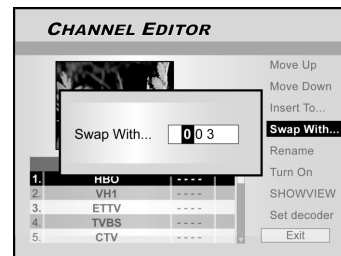 CHANNEL EDITOR
Move Up
Move Down
Insert To...
Swap With...
Rename
Turn On
SHOWVIEW
Set decoder
Exit
Swap With... 0 0 3
1. HBO - - - -
2. VH1 - - - -
3. ETTV - - - -
4. TVBS - - - -
5. CTV - - - -